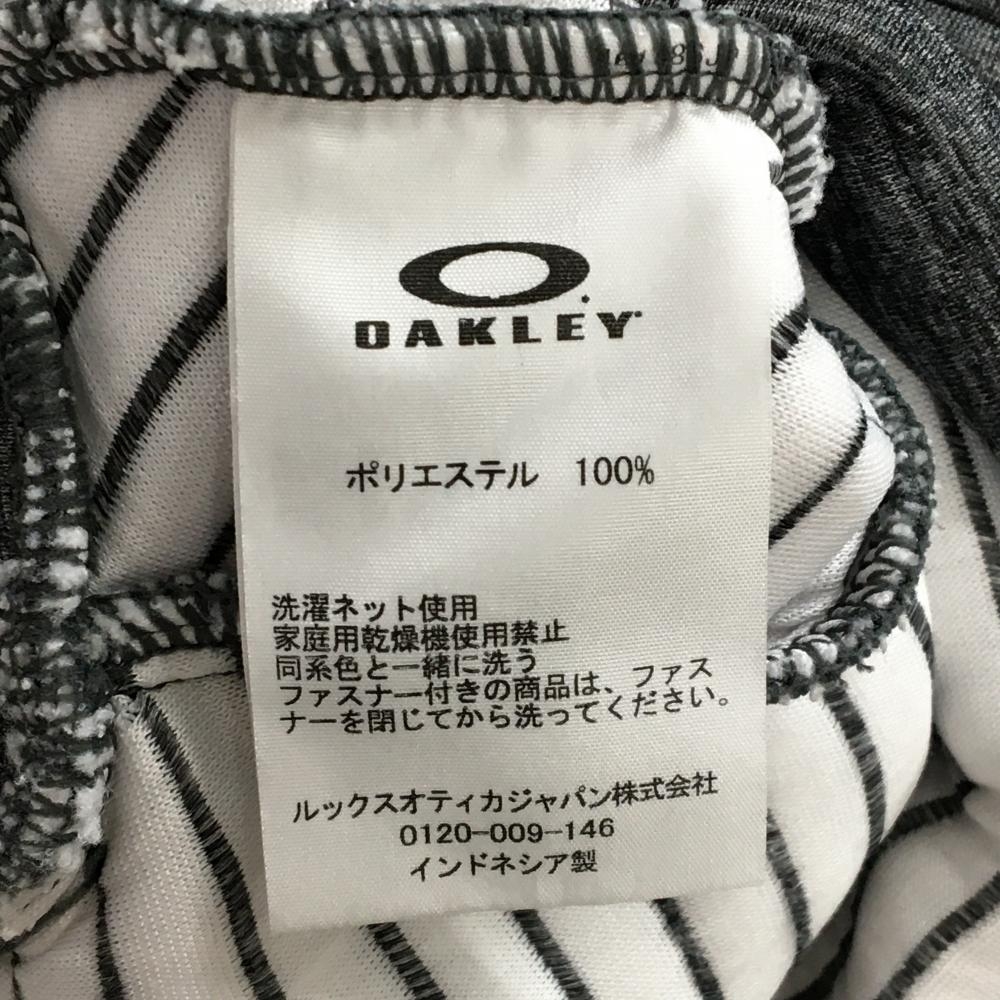 OAKLEY
ポリエステル 100%
洗濯ネット使用
家庭用乾燥機使用禁止
同系色と一緒に洗う
ファスナー付きの商品は、ファス
ナーを閉じてから洗ってください。
ルックスオティカジャパン株式会社
0120-009-146
インドネシア製